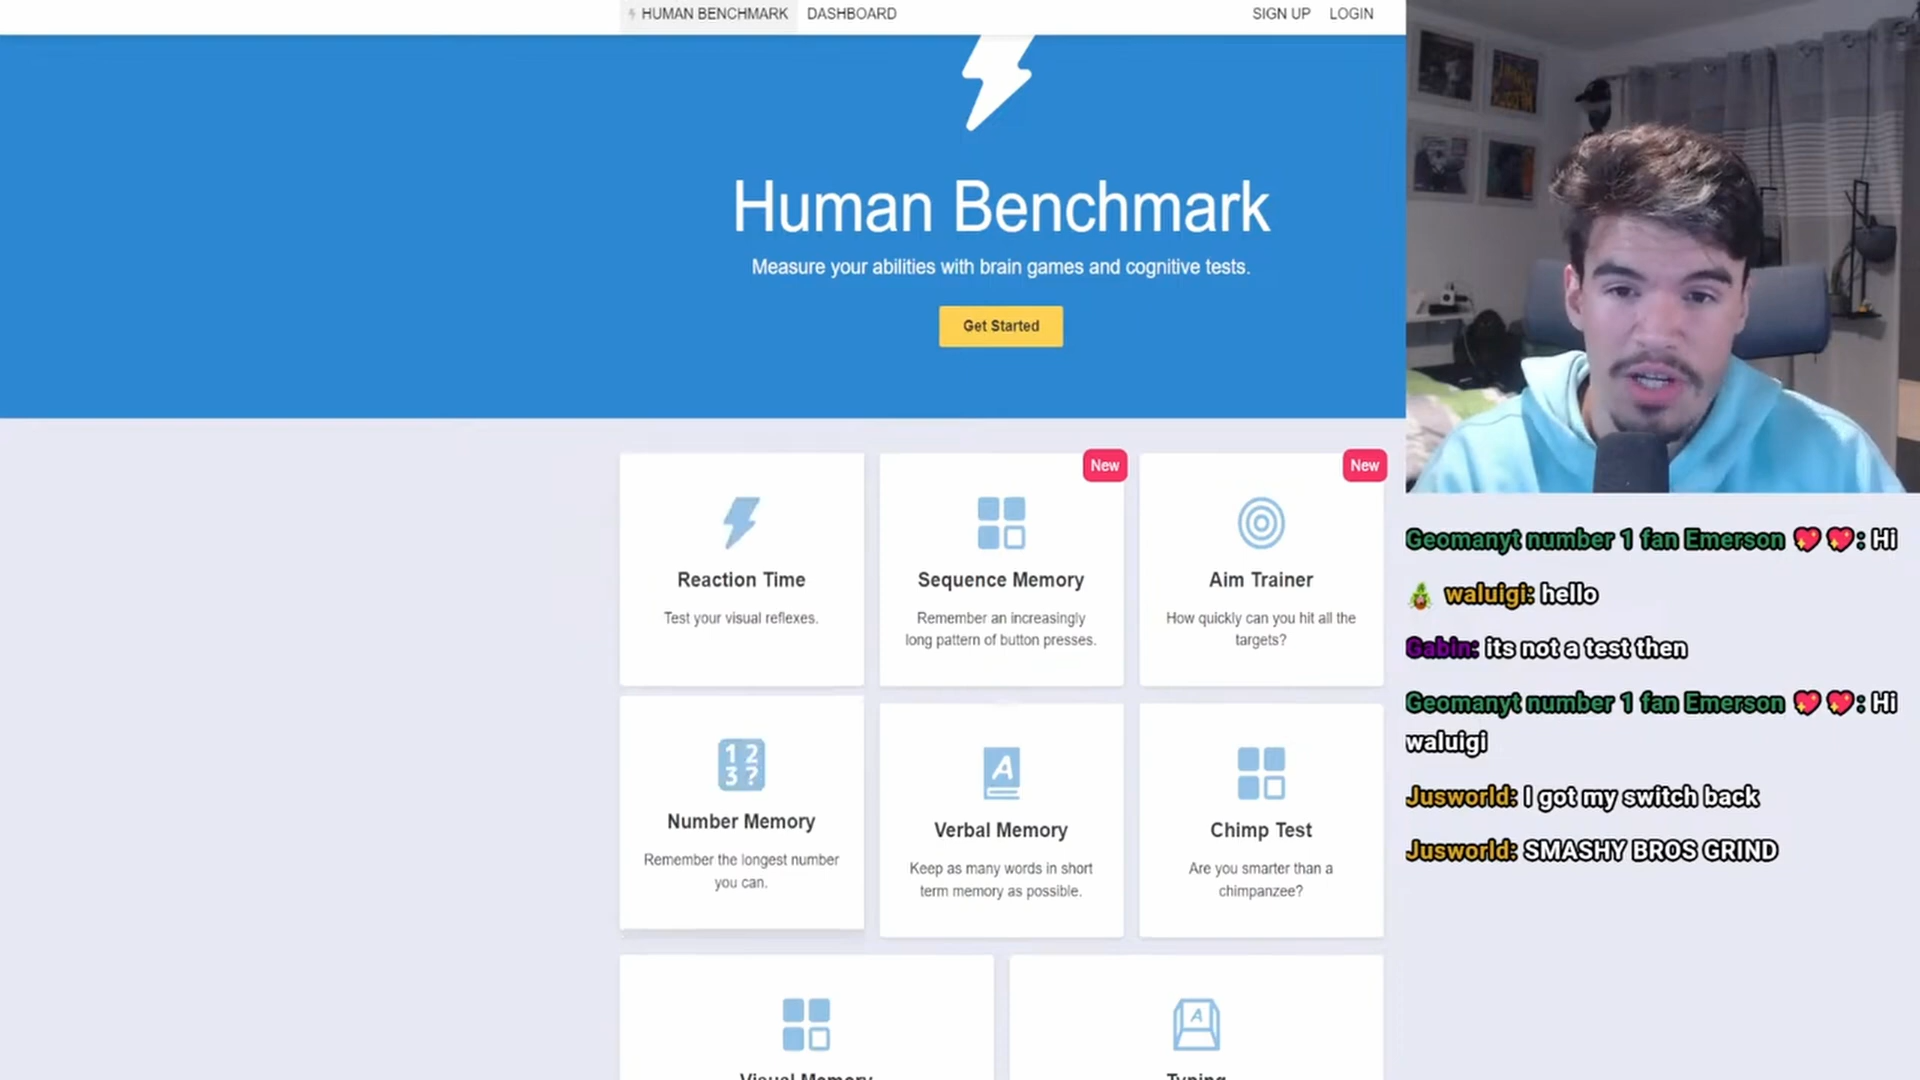 HUMAN BENCHMARK DASHBOARD SIGN UP LOGIN
Human Benchmark
Measure your abilities with brain games and cognitive tests.
Get Started
Reaction Time
Test your visual reflexes.
New
Sequence Memory
Remember an increasingly
long pattern of button presses.
New
Aim Trainer
How quickly can you hit all the
targets?
1 2
3 ?
Number Memory
Remember the longest number
you can.
A
Verbal Memory
Keep as many words in short
term memory as possible.
Chimp Test
Are you smarter than a
chimpanzee?
Visual Memory
A
Typing
Geomanyt number 1 fan Emerson 💖 💖: Hi
waluigi: hello
Gabin: its not a test then
Geomanyt number 1 fan Emerson 💖 💖: Hi
waluigi
Jusworld: I got my switch back
Jusworld: SMASHY BROS GRIND